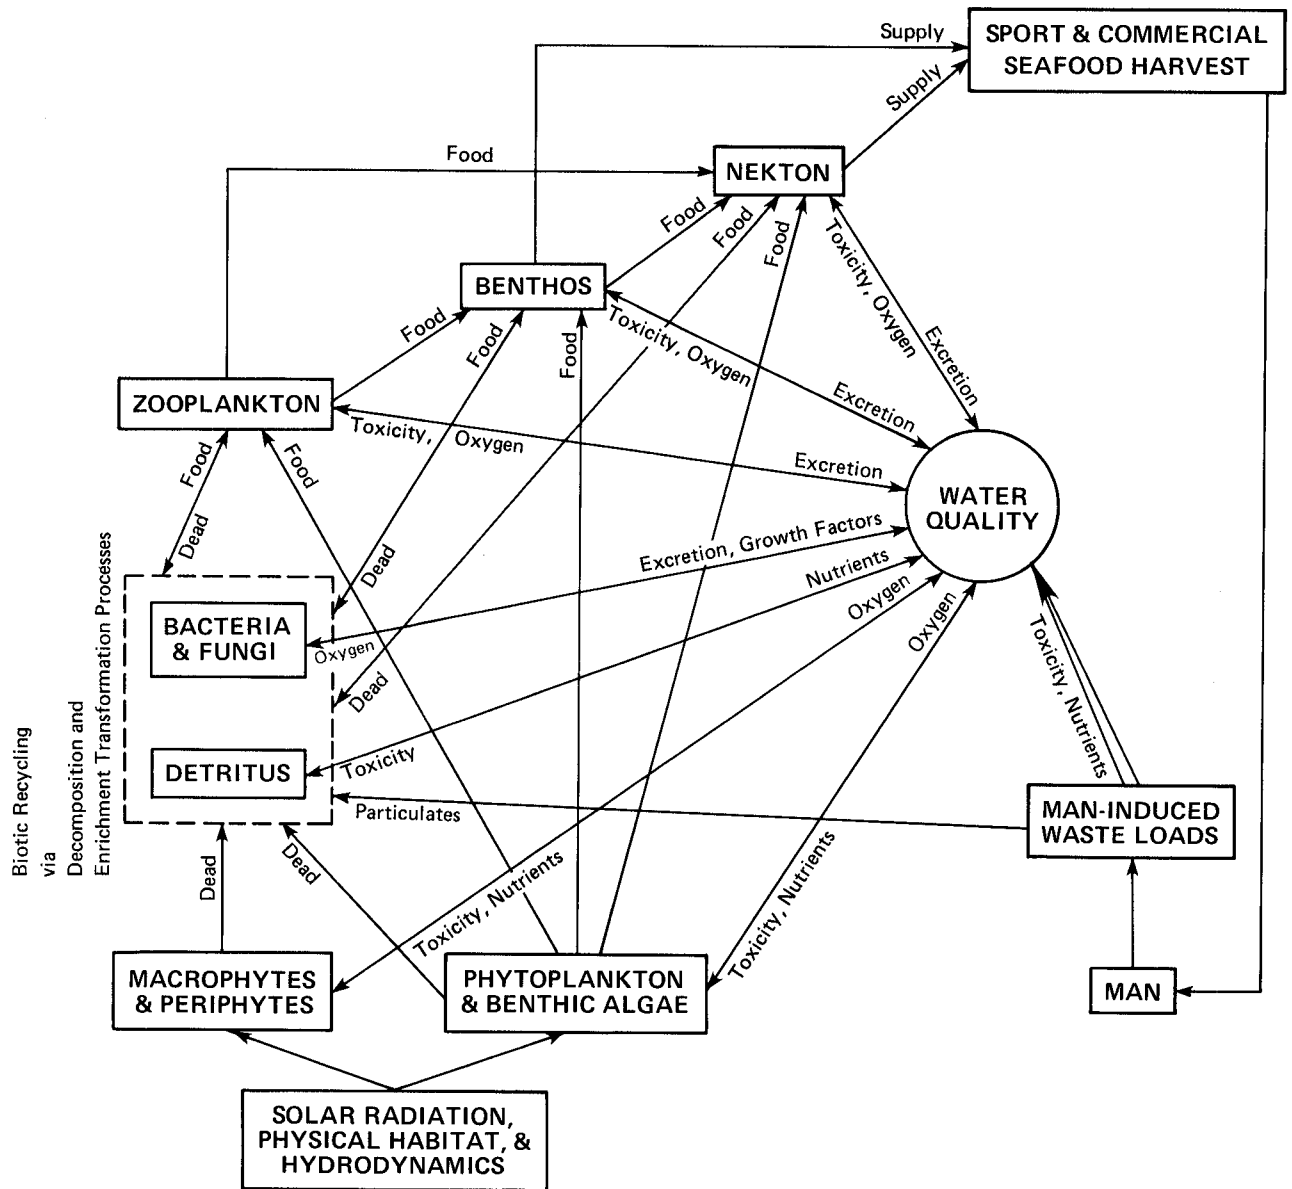 Supply
SPORT & COMMERCIAL
SEAFOOD HARVEST
Supply
Food
NEKTON
Food
Food
Food
Toxicity, Oxygen
Excretion
BENTHOS
Food
Food
Food
Toxicity, Oxygen
Excretion
ZOOPLANKTON
Toxicity, Oxygen
Excretion
Food
Food
Dead
Dead
WATER
QUALITY
Excretion, Growth Factors
Nutrients
Oxygen
Oxygen
Biotic Recycling
via
Decomposition and
Enrichment Transformation Processes
BACTERIA
& FUNGI
Oxygen
Dead
Toxicity, Nutrients
DETRITUS
Toxicity
Particulates
MAN-INDUCED
WASTE LOADS
Dead
Dead
Toxicity, Nutrients
Toxicity, Nutrients
MACROPHYTES
& PERIPHYTES
PHYTOPLANKTON
& BENTHIC ALGAE
MAN
SOLAR RADIATION,
PHYSICAL HABITAT, &
HYDRODYNAMICS